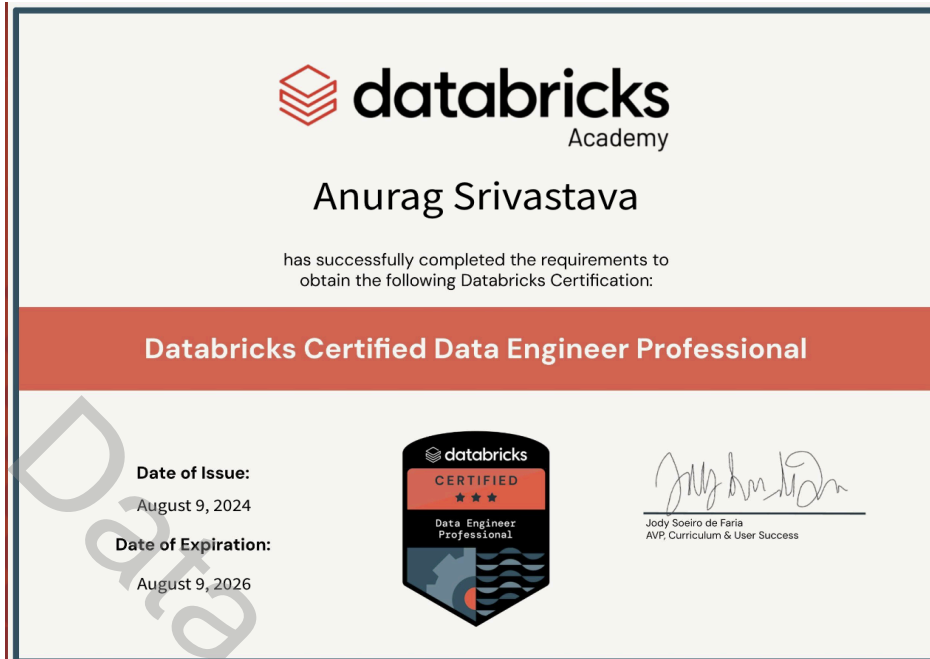 databricks
Academy
Anurag Srivastava
has successfully completed the requirements to
obtain the following Databricks Certification:
Databricks Certified Data Engineer Professional
Date of Issue:
August 9, 2024
Date of Expiration:
August 9, 2026
databricks
CERTIFIED
Data Engineer
Professional
Jody Soeiro de Faria
AVP, Curriculum & User Success
Data